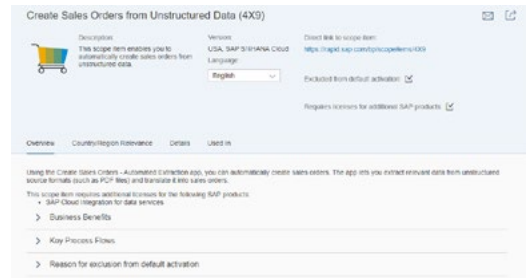 Create Sales Orders from Unstructured Data (4X9)
Description
This scope item enables you to
automatically create sales orders from
unstructured data.
Version
USA, SAP S/4HANA Cloud
Language
English
Direct link to scope item:
https://rapid.sap.com/bp/scopeitems/4X9
Excluded from default activation
Requires licenses for additional SAP products
Overview Country/Region Relevance Details Used in
Using the Create Sales Orders - Automated Extraction app, you can automatically create sales orders. The app lets you extract relevant data from unstructured
source formats (such as PDF files) and translate it into sales orders.
This scope item requires additional licenses for the following SAP products:
• SAP Cloud Integration for data services
Business Benefits
Key Process Flows
Reason for exclusion from default activation